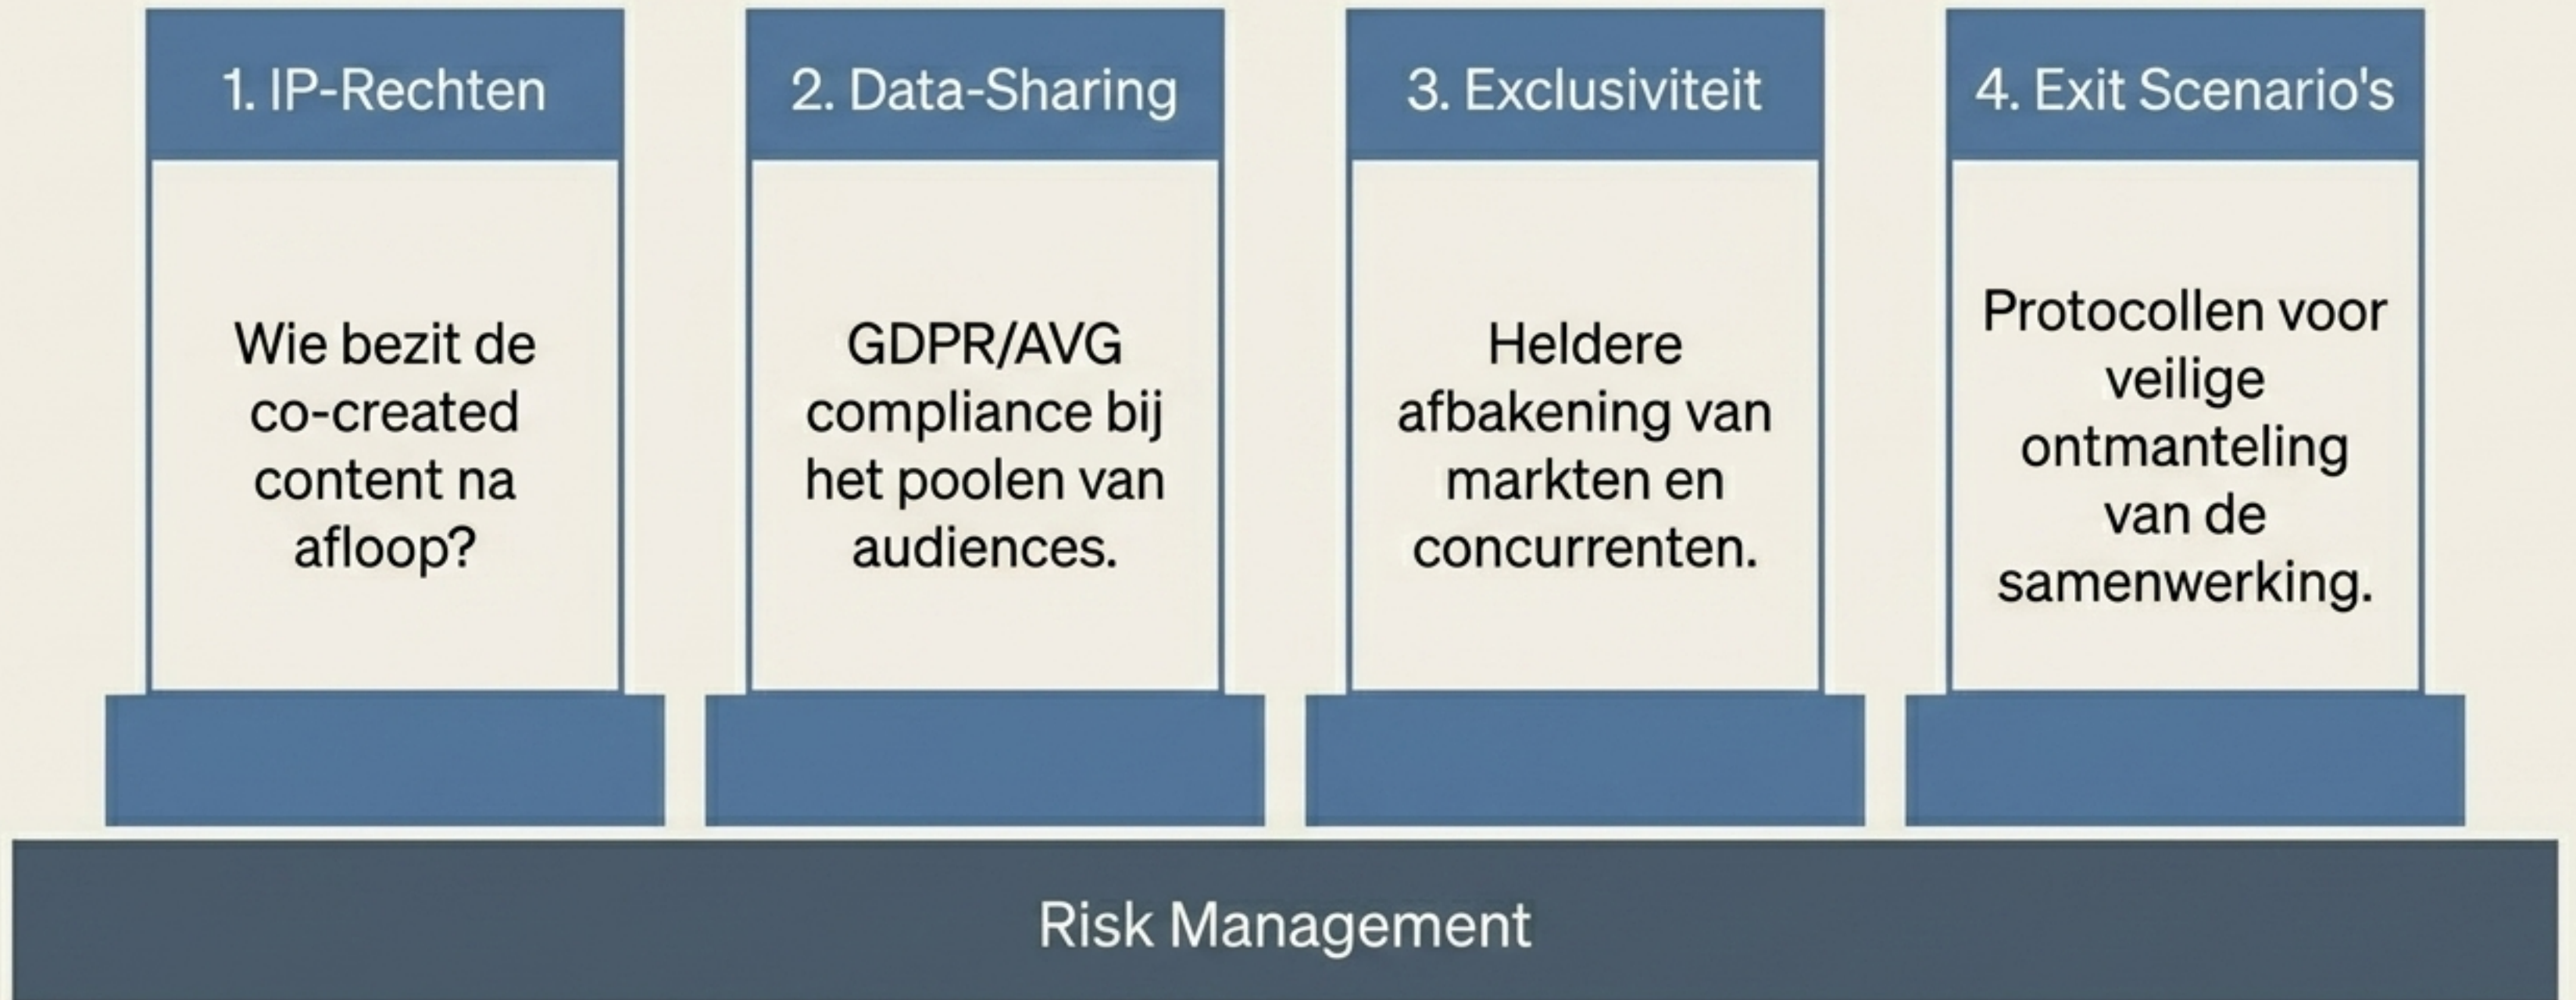 1. IP-Rechten
Wie bezit de
co-created
content na
afloop?
2. Data-Sharing
GDPR/AVG
compliance bij
het poolen van
audiences.
3. Exclusiviteit
Heldere
afbakening van
markten en
concurrenten.
4. Exit Scenario's
Protocollen voor
veilige
ontmanteling
van de
samenwerking.
Risk Management